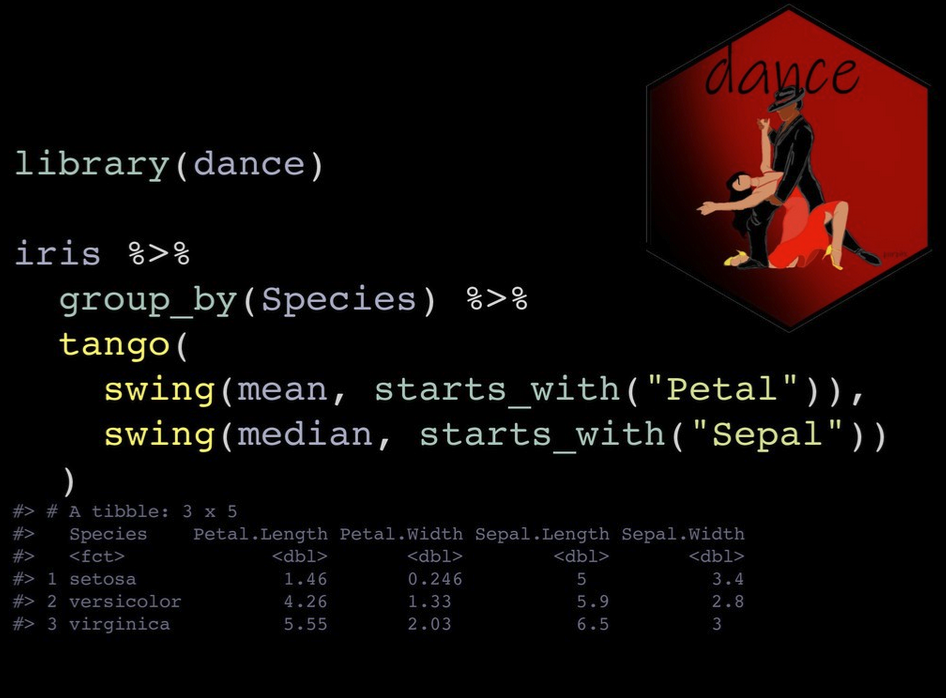 dance
library(dance)
iris %>%
  group_by(Species) %>%
  tango(
    swing(mean, starts_with("Petal")),
    swing(median, starts_with("Sepal"))
  )
#> # A tibble: 3 x 5
#>   Species    Petal.Length Petal.Width Sepal.Length Sepal.Width
#>   <fct>             <dbl>       <dbl>        <dbl>       <dbl>
#> 1 setosa             1.46       0.246          5           3.4
#> 2 versicolor         4.26       1.33           5.9         2.8
#> 3 virginica          5.55       2.03           6.5         3